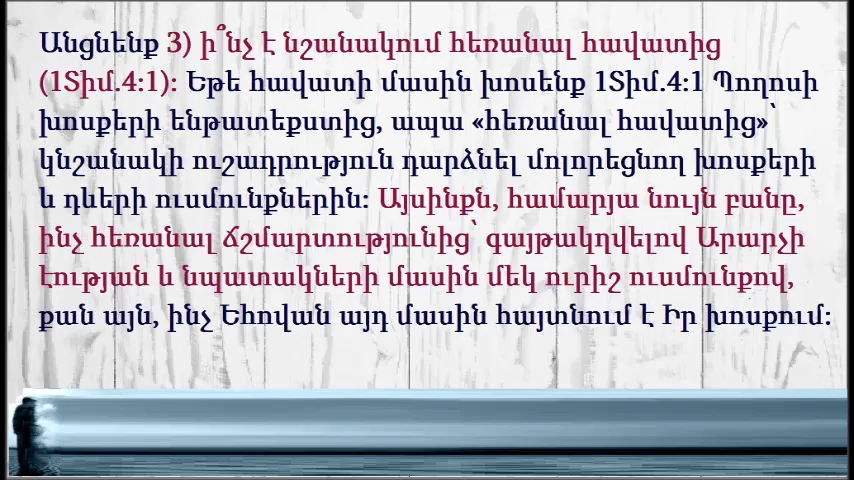 Անցնենք 3) ի՞նչ է նշանակում հեռանալ հավատից
(1Տիմ.4:1)։ Եթե հավատի մասին խոսենք 1Տիմ.4:1 Պողոսի
խոսքերի ենթատեքստից, ապա «հեռանալ հավատից»՝
կնշանակի ուշադրություն դարձնել մոլորեցնող խոսքերի
և դևերի ուսմունքներին։ Այսինքն, համարյա նույն բանը,
ինչ հեռանալ ճշմարտությունից՝ գայթակղվելով Արարչի
էության և նպատակների մասին մեկ ուրիշ ուսմունքով,
քան այն, ինչ Եհովան այդ մասին հայտնում է Իր խոսքում։